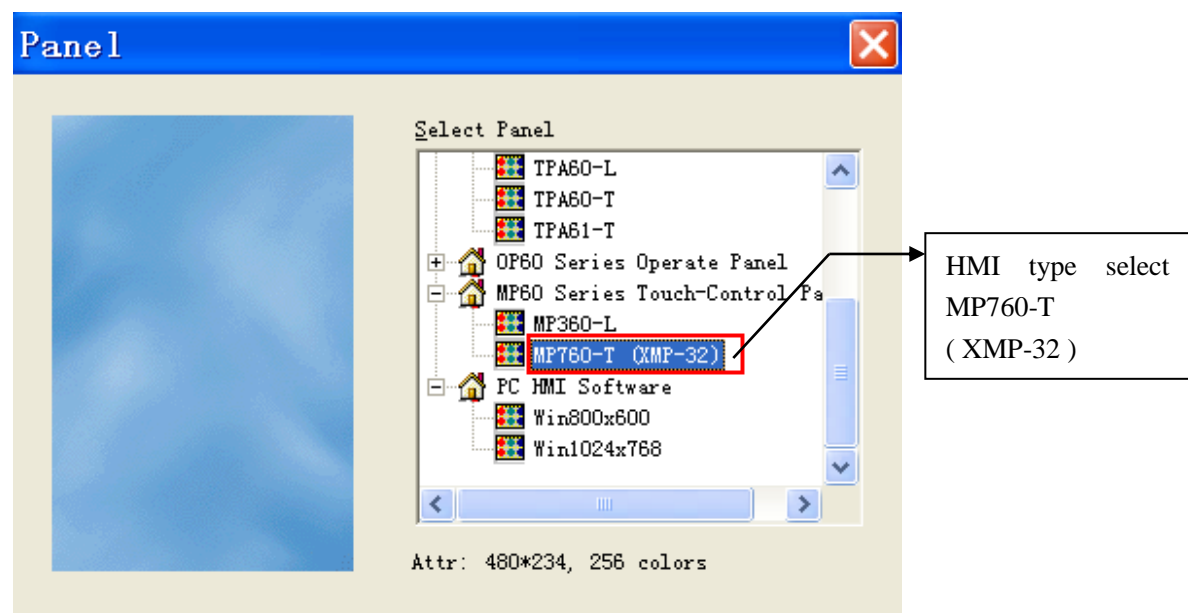 Panel
Select Panel
TPA60-L
TPA60-T
TPA61-T
OP60 Series Operate Panel
MP60 Series Touch-Control Pa
MP360-L
MP760-T (XMP-32)
PC HMI Software
Win800x600
Win1024x768
Attr: 480*234, 256 colors
HMI type select
MP760-T
( XMP-32 )